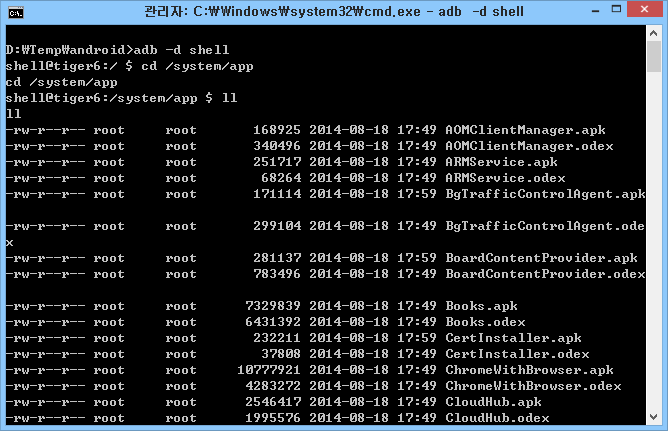 관리자: C:₩Windows₩system32₩cmd.exe - adb  -d shell
D:₩Temp₩android>adb -d shell
shell@tiger6:/ $ cd /system/app
cd /system/app
shell@tiger6:/system/app $ ll
ll
-rw-r--r-- root     root       168925 2014-08-18 17:49 AOMClientManager.apk
-rw-r--r-- root     root       340496 2014-08-18 17:49 AOMClientManager.odex
-rw-r--r-- root     root       251717 2014-08-18 17:49 ARMService.apk
-rw-r--r-- root     root        68264 2014-08-18 17:49 ARMService.odex
-rw-r--r-- root     root       171114 2014-08-18 17:59 BgTrafficControlAgent.apk
-rw-r--r-- root     root       299104 2014-08-18 17:49 BgTrafficControlAgent.ode
x
-rw-r--r-- root     root       281137 2014-08-18 17:59 BoardContentProvider.apk
-rw-r--r-- root     root       783496 2014-08-18 17:49 BoardContentProvider.odex
-rw-r--r-- root     root      7329839 2014-08-18 17:49 Books.apk
-rw-r--r-- root     root      6431392 2014-08-18 17:49 Books.odex
-rw-r--r-- root     root       232211 2014-08-18 17:59 CertInstaller.apk
-rw-r--r-- root     root        37808 2014-08-18 17:49 CertInstaller.odex
-rw-r--r-- root     root     10777921 2014-08-18 17:49 ChromeWithBrowser.apk
-rw-r--r-- root     root      4283272 2014-08-18 17:49 ChromeWithBrowser.odex
-rw-r--r-- root     root      2546417 2014-08-18 17:49 CloudHub.apk
-rw-r--r-- root     root      1995576 2014-08-18 17:49 CloudHub.odex